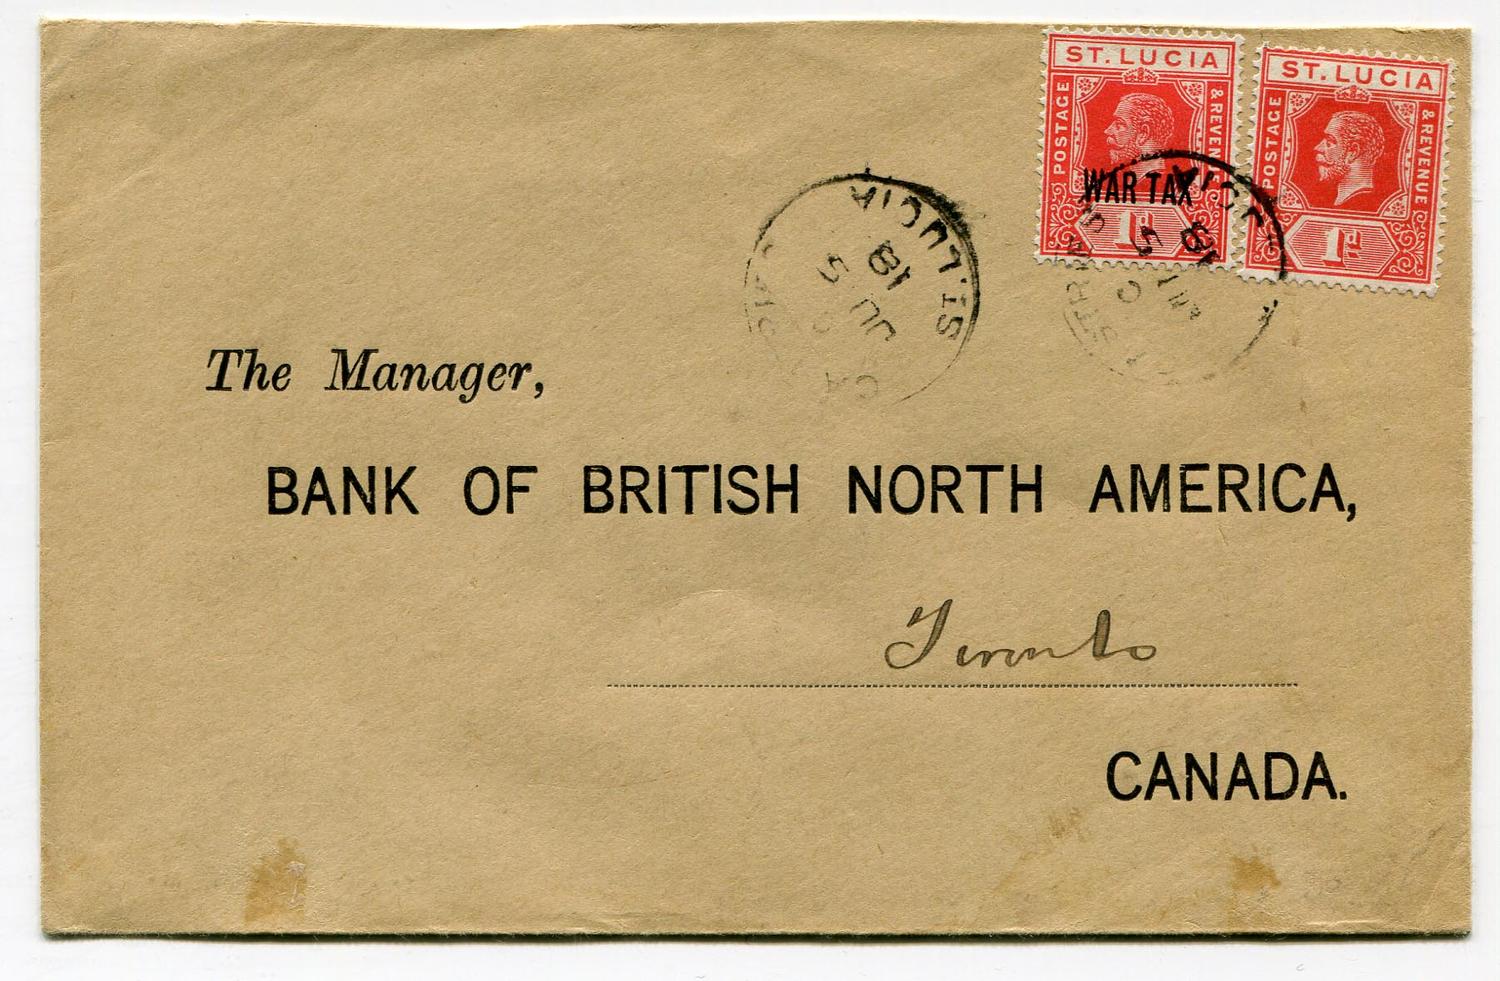 ST. LUCIA
POSTAGE & REVENUE
WAR TAX
1d
ST. LUCIA
POSTAGE & REVENUE
1d
ST. LUCIA
5 JU 18
The Manager,
BANK OF BRITISH NORTH AMERICA,
Toronto
CANADA.